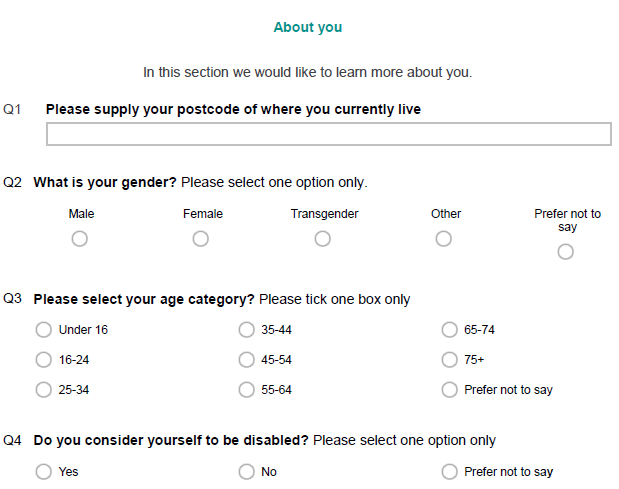 About you
In this section we would like to learn more about you.
Q1 Please supply your postcode of where you currently live
Q2 What is your gender? Please select one option only.
Male Female Transgender Other Prefer not to say
Q3 Please select your age category? Please tick one box only
Under 16 35-44 65-74
16-24 45-54 75+
25-34 55-64 Prefer not to say
Q4 Do you consider yourself to be disabled? Please select one option only
Yes No Prefer not to say